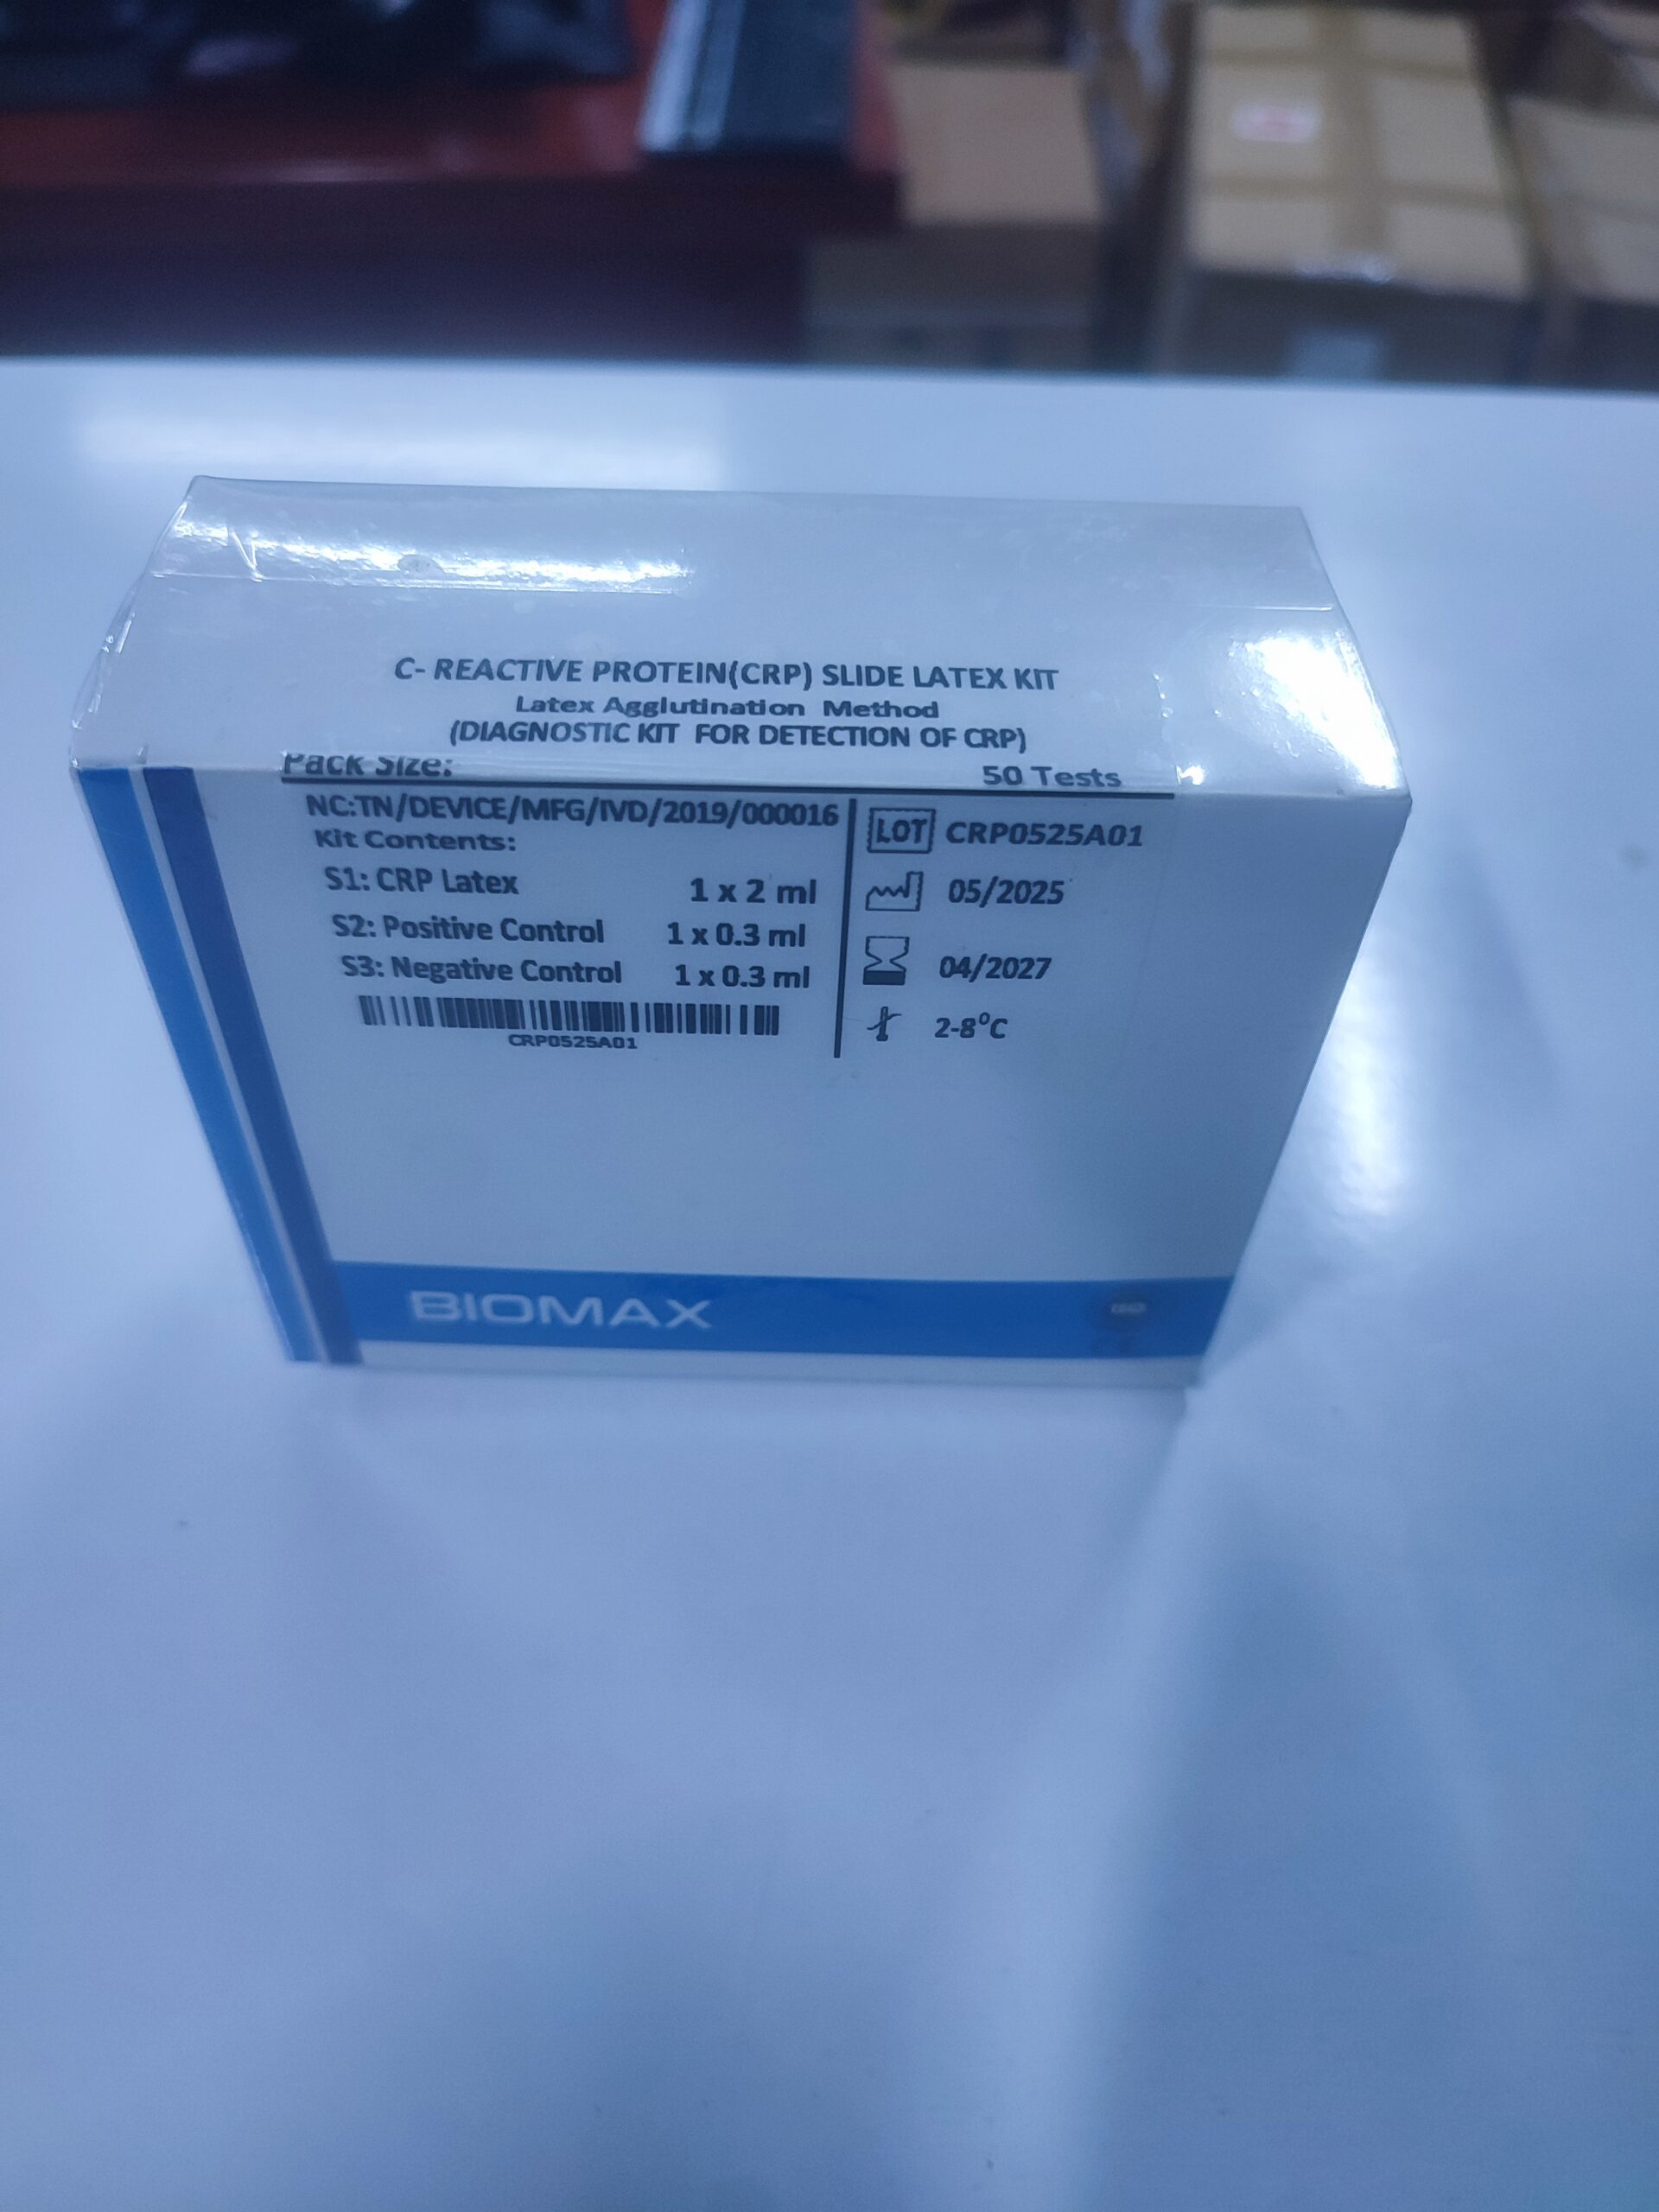 C- REACTIVE PROTEIN(CRP) SLIDE LATEX KIT
Latex Agglutination Method
(DIAGNOSTIC KIT FOR DETECTION OF CRP)
Pack Size: 50 Tests
NC:TN/DEVICE/MFG/IVD/2019/000016
Kit Contents:
S1: CRP Latex 1 x 2 ml
S2: Positive Control 1 x 0.3 ml
S3: Negative Control 1 x 0.3 ml
CRP0525A01
LOT CRP0525A01
05/2025
04/2027
2-8°C
BIOMAX